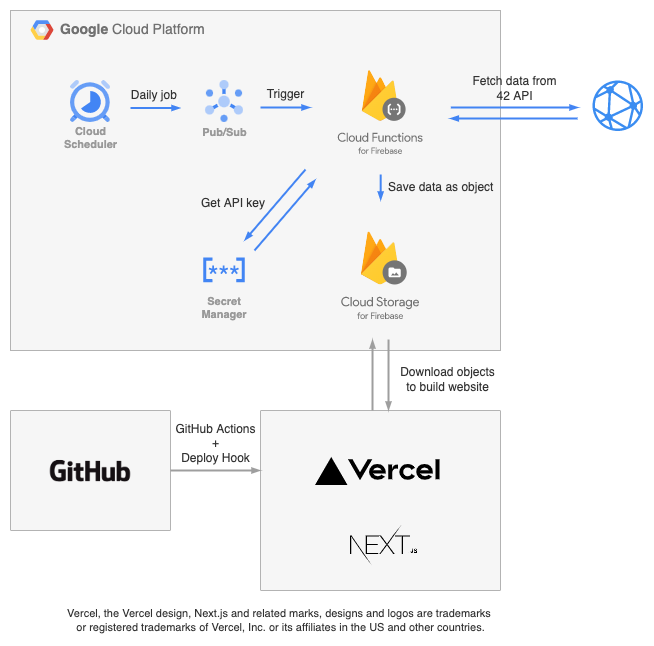 Google Cloud Platform
Daily job
Trigger
Fetch data from
42 API
Cloud
Scheduler
Pub/Sub
Cloud Functions
for Firebase
Get API key
Save data as object
[***]
Secret
Manager
Cloud Storage
for Firebase
Download objects
to build website
GitHub
GitHub Actions
+
Deploy Hook
Vercel
NEXT.JS
Vercel, the Vercel design, Next.js and related marks, designs and logos are trademarks
or registered trademarks of Vercel, Inc. or its affiliates in the US and other countries.